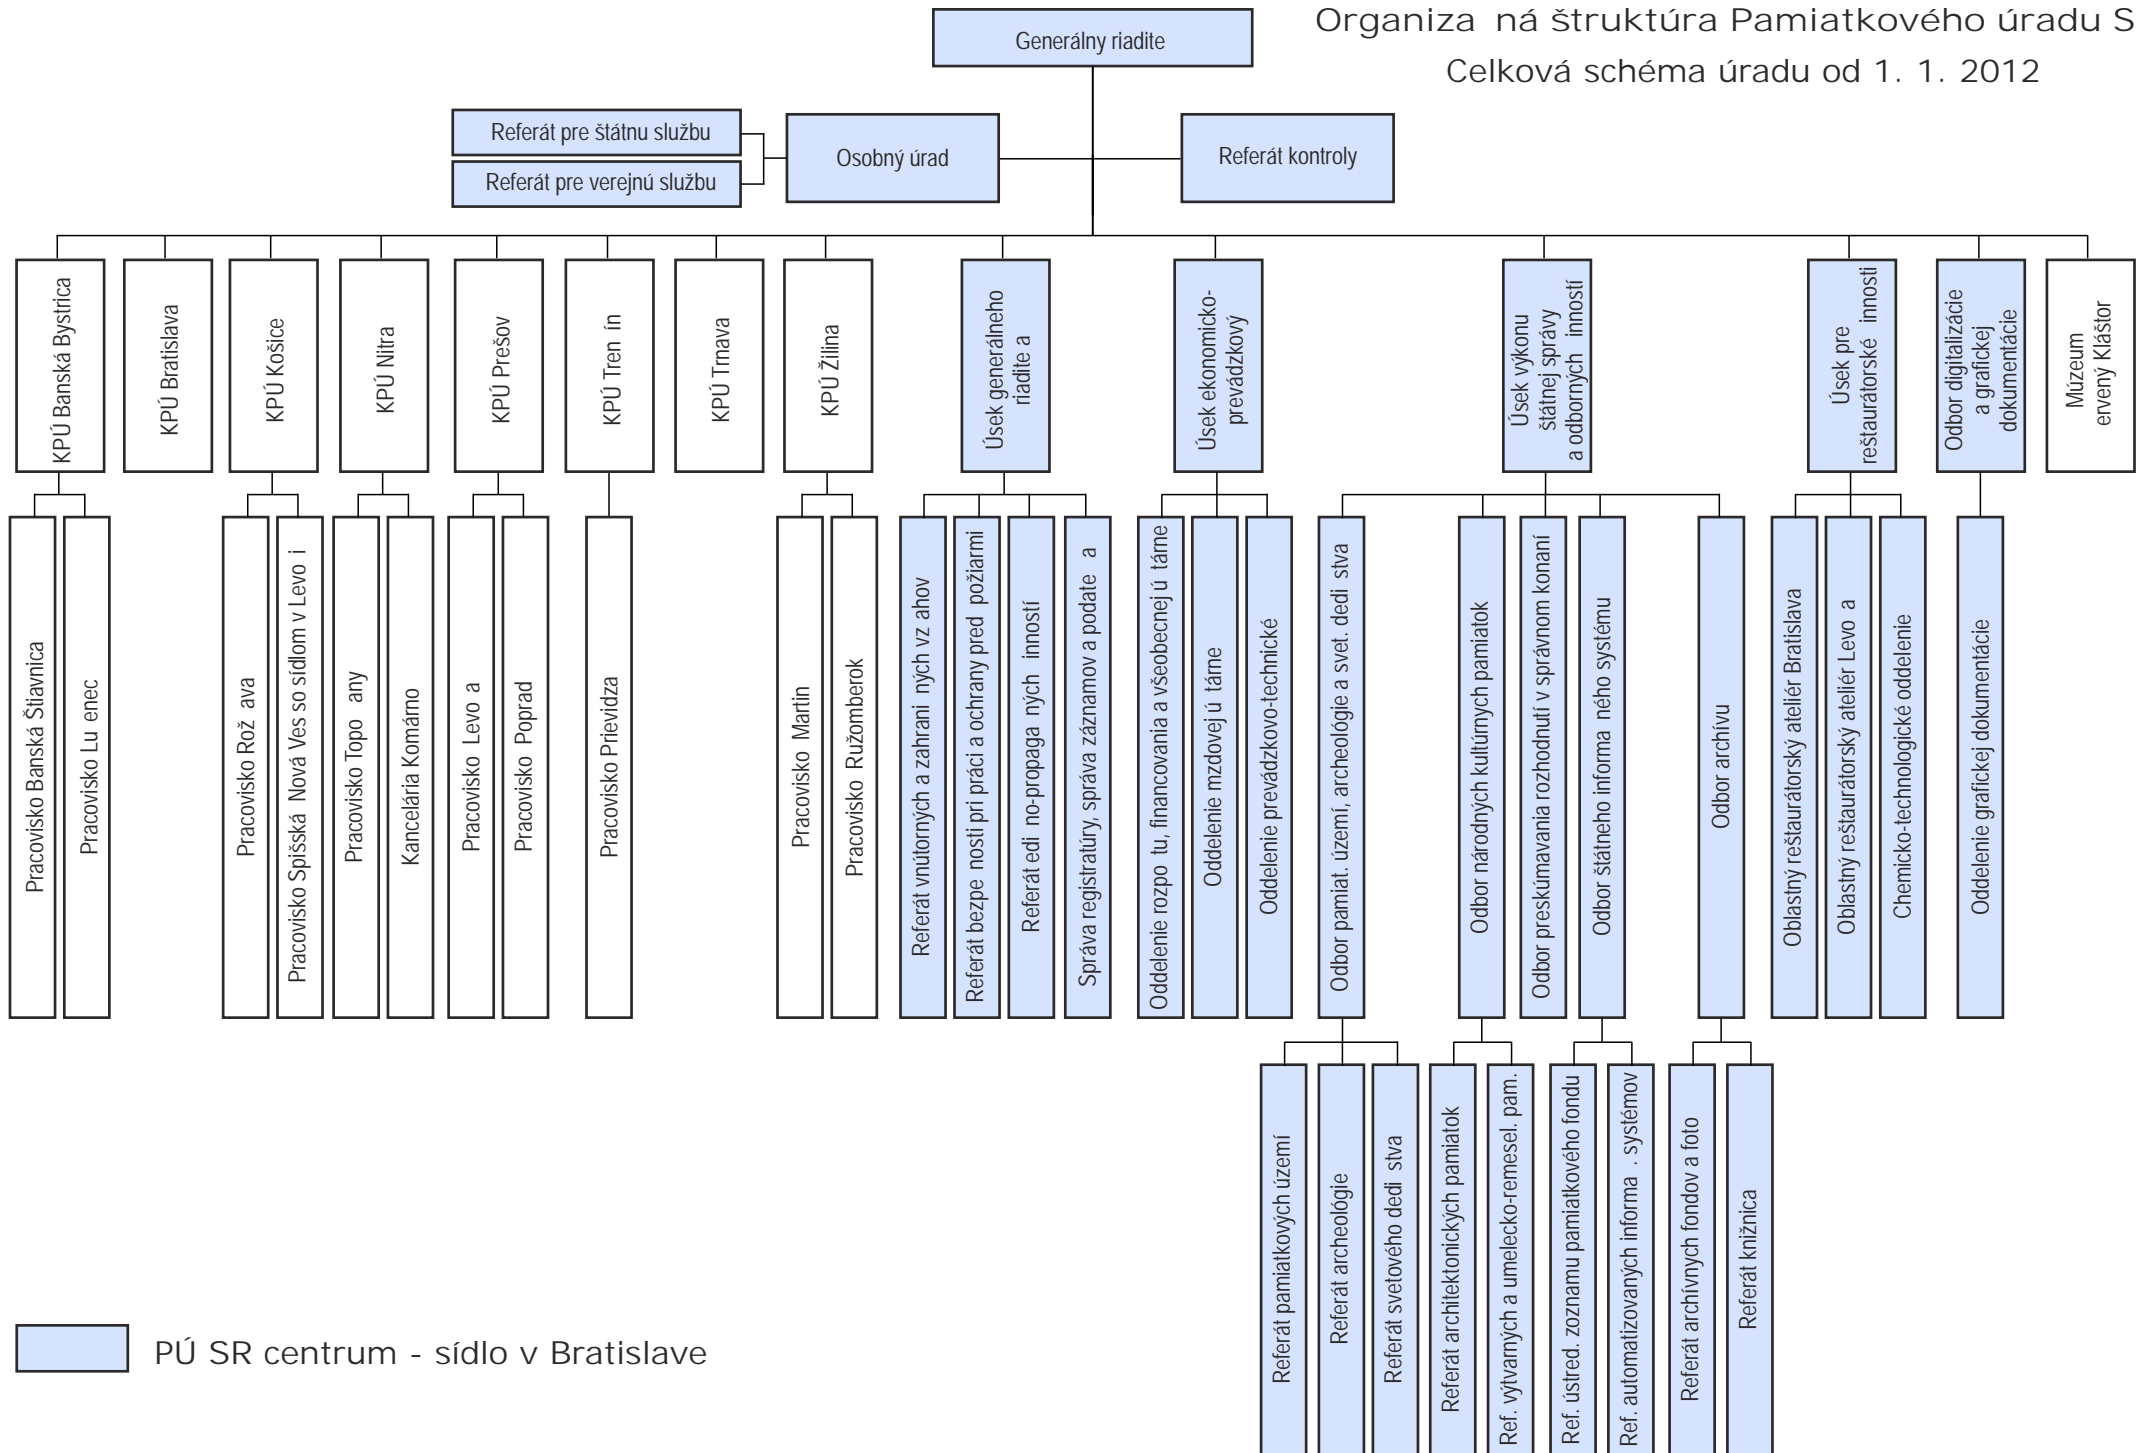 Organiza ná štruktúra Pamiatkového úradu S
Celková schéma úradu od 1. 1. 2012
Generálny riadite
Referát pre štátnu službu
Referát pre verejnú službu
Osobný úrad
Referát kontroly
KPÚ Banská Bystrica
KPÚ Bratislava
KPÚ Košice
KPÚ Nitra
KPÚ Prešov
KPÚ Tren ín
KPÚ Trnava
KPÚ Žilina
Úsek generálneho
riadite a
Úsek ekonomicko-
prevádzkový
Úsek výkonu
štátnej správy
a odborných inností
Úsek pre
reštaurátorské innosti
Odbor digitalizácie
a grafickej
dokumentácie
Múzeum
ervený Kláštor
Pracovisko Banská Štiavnica
Pracovisko Lu enec
Pracovisko Rož ava
Pracovisko Spišská Nová Ves so sídlom v Levo i
Pracovisko Topo any
Kancelária Komárno
Pracovisko Levo a
Pracovisko Poprad
Pracovisko Prievidza
Pracovisko Martin
Pracovisko Ružomberok
Referát vnútorných a zahrani ných vz ahov
Referát bezpe nosti pri práci a ochrany pred požiarmi
Referát edi no-propaga ných inností
Správa registratúry, správa záznamov a podate a
Oddelenie rozpo tu, financovania a všeobecnej ú tárne
Oddelenie mzdovej ú tárne
Oddelenie prevádzkovo-technické
Odbor pamiat. území, archeológie a svet. dedi stva
Odbor národných kultúrnych pamiatok
Odbor preskúmavania rozhodnutí v správnom konaní
Odbor štátneho informa ného systému
Odbor archívu
Oblastný reštaurátorský ateliér Bratislava
Oblastný reštaurátorský ateliér Levo a
Chemicko-technologické oddelenie
Oddelenie grafickej dokumentácie
Referát pamiatkových území
Referát archeológie
Referát svetového dedi stva
Referát architektonických pamiatok
Ref. výtvarných a umelecko-remesel. pam.
Ref. ústred. zoznamu pamiatkového fondu
Ref. automatizovaných informa . systémov
Referát archívnych fondov a foto
Referát knižnica
PÚ SR centrum - sídlo v Bratislave